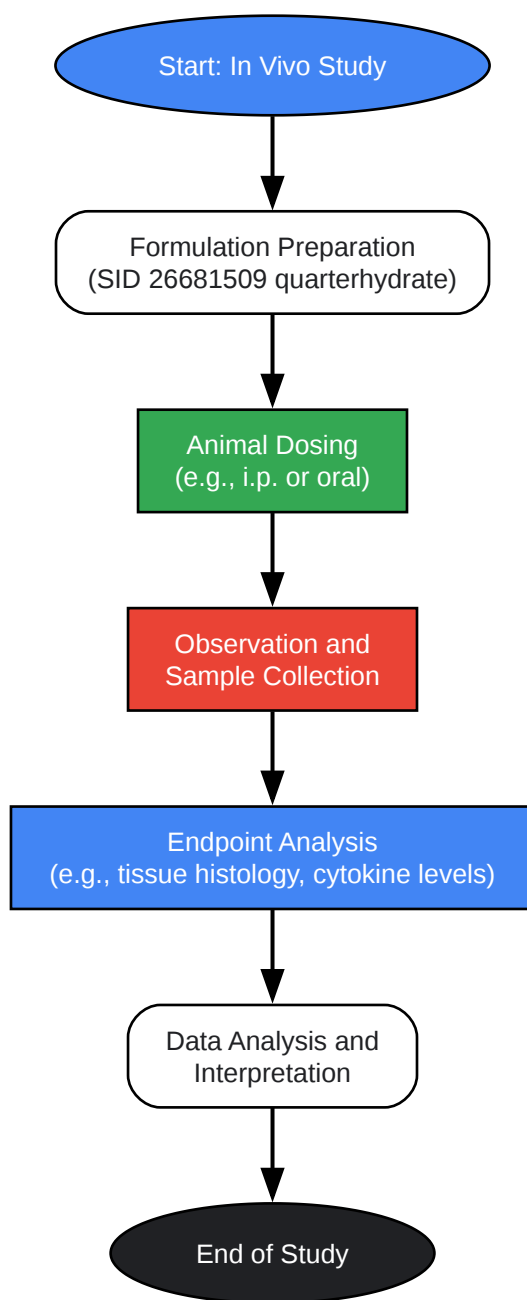 Start: In Vivo Study
Formulation Preparation
(SID 26681509 quarterhydrate)
Animal Dosing
(e.g., i.p. or oral)
Observation and
Sample Collection
Endpoint Analysis
(e.g., tissue histology, cytokine levels)
Data Analysis and
Interpretation
End of Study